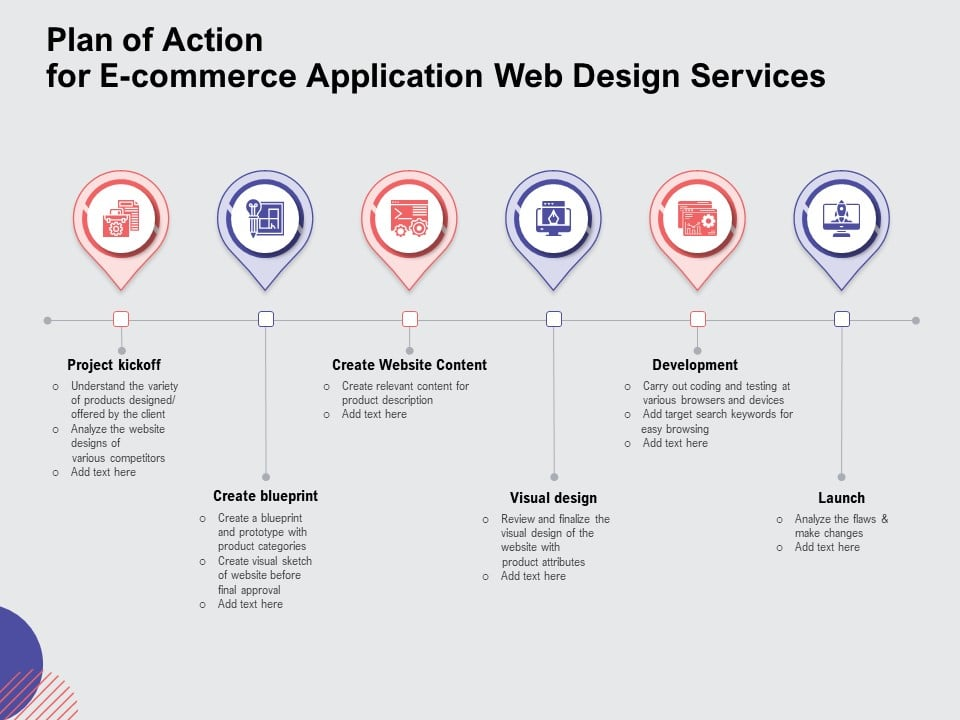 Plan of Action
for E-commerce Application Web Design Services
Project kickoff
o Understand the variety
of products designed/
offered by the client
o Analyze the website
designs of
various competitors
o Add text here
Create blueprint
o Create a blueprint
and prototype with
product categories
o Create visual sketch
of website before
final approval
o Add text here
Create Website Content
o Create relevant content for
product description
o Add text here
Visual design
o Review and finalize the
visual design of the
website with
product attributes
o Add text here
Development
o Carry out coding and testing at
various browsers and devices
o Add target search keywords for
easy browsing
o Add text here
Launch
o Analyze the flaws &
make changes
o Add text here